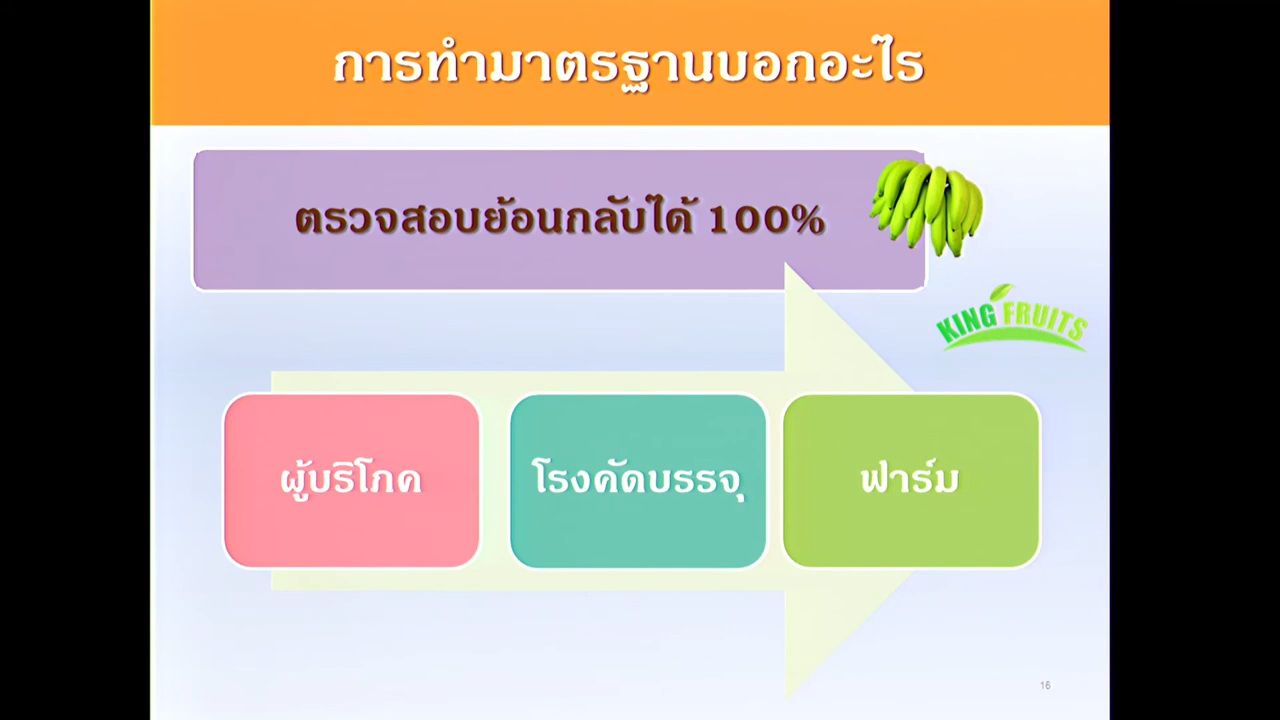 การทำมาตรฐานบอกอะไร
ตรวจสอบย้อนกลับได้ 100%
KING FRUITS
ผู้บริโภค
โรงคัดบรรจุ
ฟาร์ม
16